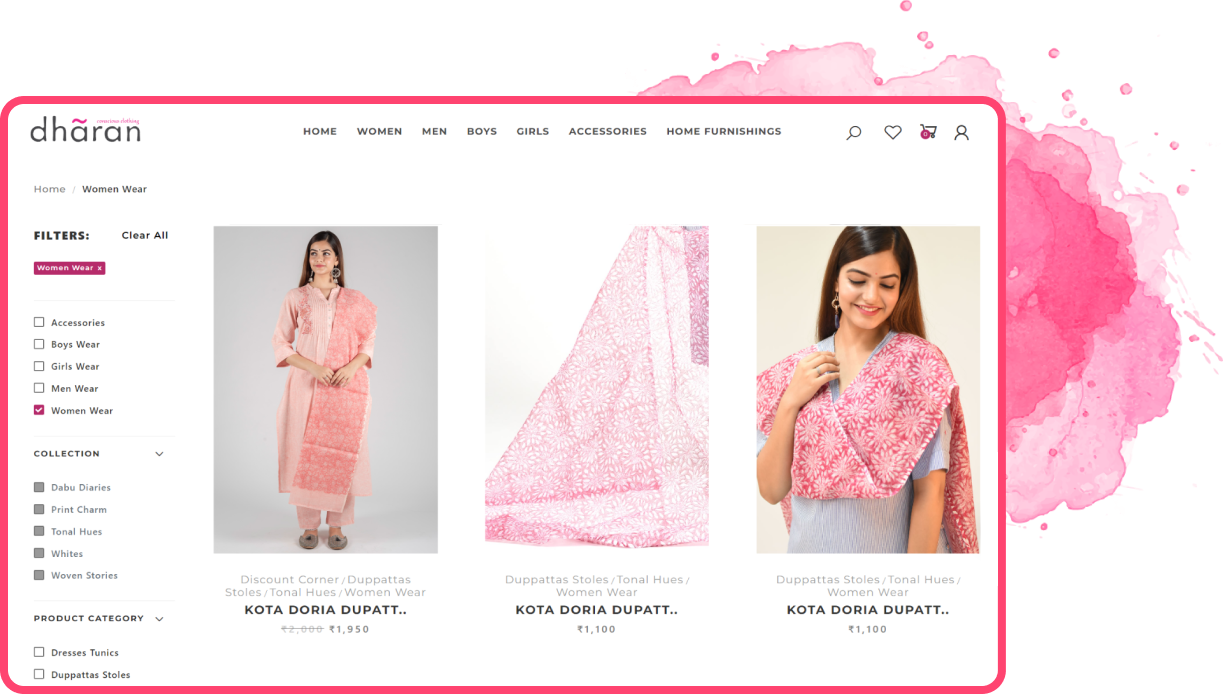 conscious clothing
dharan
HOME WOMEN MEN BOYS GIRLS ACCESSORIES HOME FURNISHINGS
0
Home / Women Wear
FILTERS: Clear All
Women Wear x
Accessories
Boys Wear
Girls Wear
Men Wear
Women Wear
COLLECTION
Dabu Diaries
Print Charm
Tonal Hues
Whites
Woven Stories
PRODUCT CATEGORY
Dresses Tunics
Duppattas Stoles
Discount Corner / Duppattas
Stoles / Tonal Hues / Women Wear
KOTA DORIA DUPATT..
₹2,000 ₹1,950
Duppattas Stoles / Tonal Hues /
Women Wear
KOTA DORIA DUPATT..
₹1,100
Duppattas Stoles / Tonal Hues /
Women Wear
KOTA DORIA DUPATT..
₹1,100